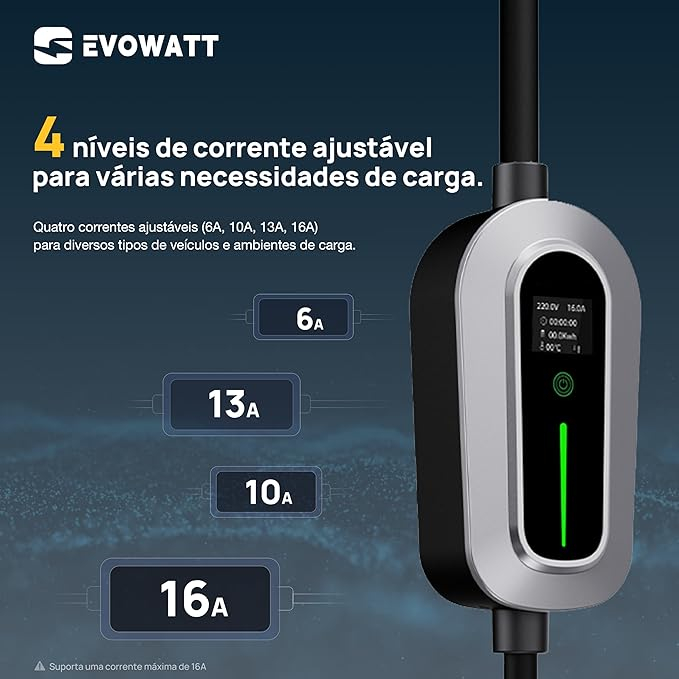 EVOWATT
4 níveis de corrente ajustável
para várias necessidades de carga.
Quatro correntes ajustáveis (6A, 10A, 13A, 16A)
para diversos tipos de veículos e ambientes de carga.
6A
13A
10A
16A
220.0V 16.0A
00:00:00
00.0Kwh
00°C
Suporta uma corrente máxima de 16A